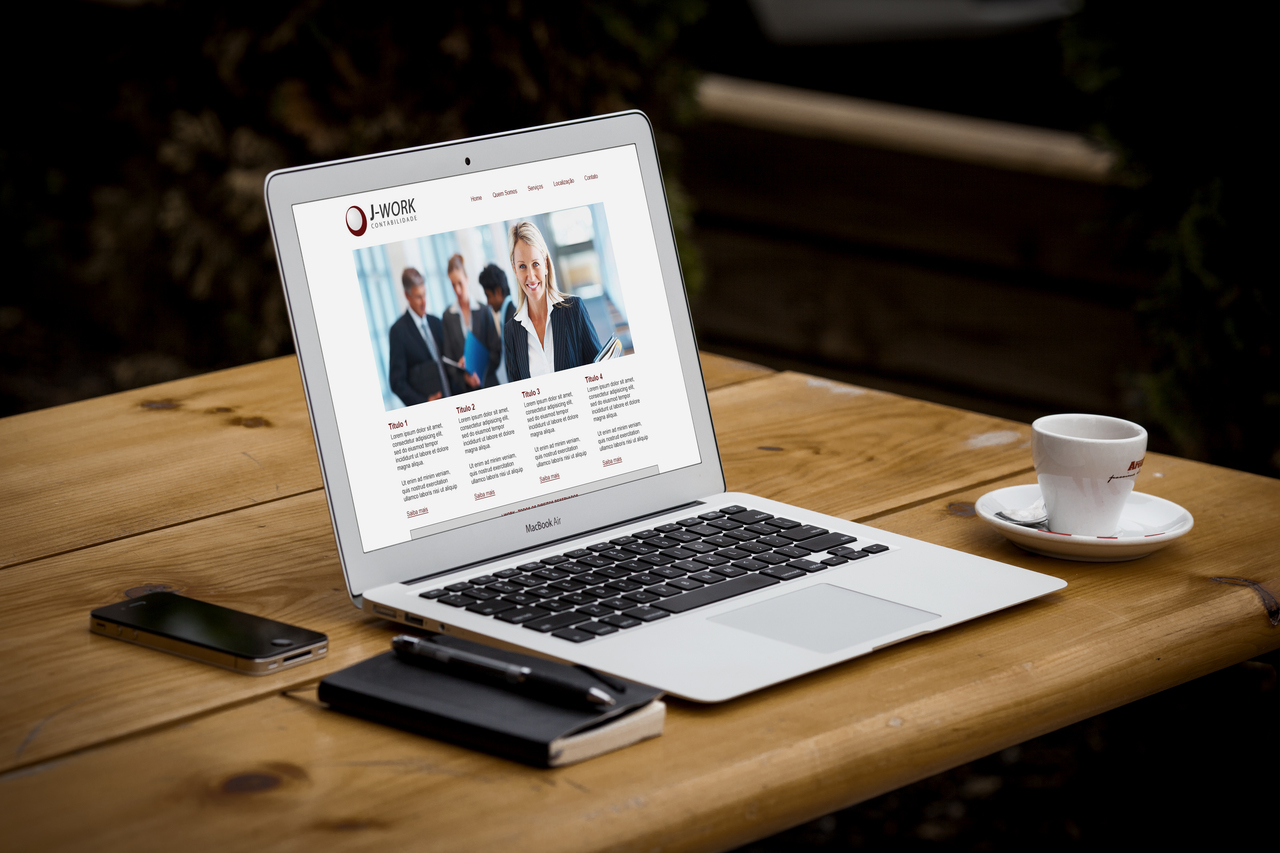 J-WORK
CONTABILIDADE
Home Quem Somos Serviços Localização Contato
Título 1
Lorem ipsum dolor sit amet,
consectetur adipisicing elit,
sed do eiusmod tempor
incididunt ut labore et dolore
magna aliqua.
Ut enim ad minim veniam,
quis nostrud exercitation
ullamco laboris nisi ut aliquip
Saiba mais
Título 2
Lorem ipsum dolor sit amet,
consectetur adipisicing elit,
sed do eiusmod tempor
incididunt ut labore et dolore
magna aliqua.
Ut enim ad minim veniam,
quis nostrud exercitation
ullamco laboris nisi ut aliquip
Saiba mais
Título 3
Lorem ipsum dolor sit amet,
consectetur adipisicing elit,
sed do eiusmod tempor
incididunt ut labore et dolore
magna aliqua.
Ut enim ad minim veniam,
quis nostrud exercitation
ullamco laboris nisi ut aliquip
Saiba mais
Título 4
Lorem ipsum dolor sit amet,
consectetur adipisicing elit,
sed do eiusmod tempor
incididunt ut labore et dolore
magna aliqua.
Ut enim ad minim veniam,
quis nostrud exercitation
ullamco laboris nisi ut aliquip
Saiba mais
MacBook Air